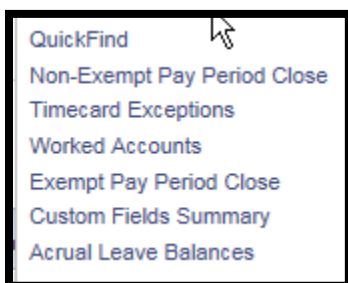 QuickFind
Non-Exempt Pay Period Close
Timecard Exceptions
Worked Accounts
Exempt Pay Period Close
Custom Fields Summary
Acrual Leave Balances